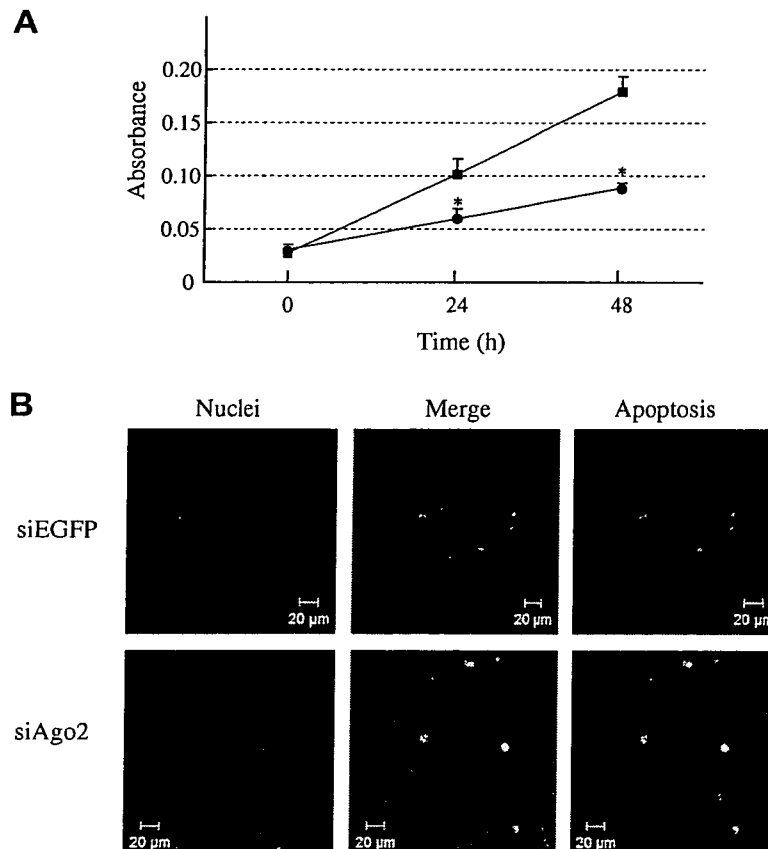 A
Absorbance
0.20
0.15
0.10
0.05
0
*
*
0 24 48
Time (h)
B
Nuclei Merge Apoptosis
siEGFP
20 µm 20 µm 20 µm
siAgo2
20 µm 20 µm 20 µm